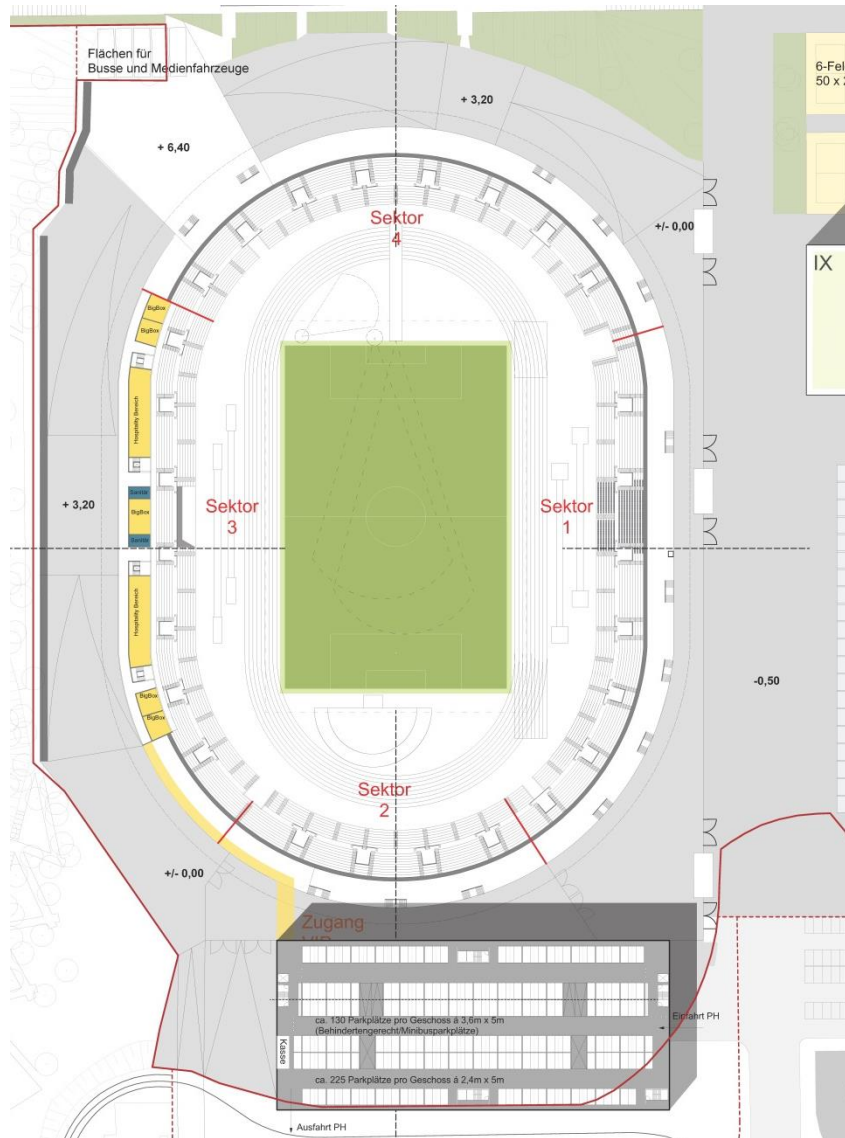 Flächen für
Busse und Medienfahrzeuge
6-Fel
50 x 2
+ 3,20
+ 6,40
Sektor
4
+/- 0,00
IX
BigBox
BigBox
Hospitality Bereich
Sanitär
+ 3,20
BigBox
Sektor
3
Sektor
1
Sanitär
Hospitality Bereich
-0,50
BigBox
BigBox
Sektor
2
+/- 0,00
Zugang
VIP
ca. 130 Parkplätze pro Geschoss á 3,6m x 5m
(Behindertengerecht/Minibusparkplätze)
Einfahrt PH
Kasse
ca. 225 Parkplätze pro Geschoss á 2,4m x 5m
Ausfahrt PH